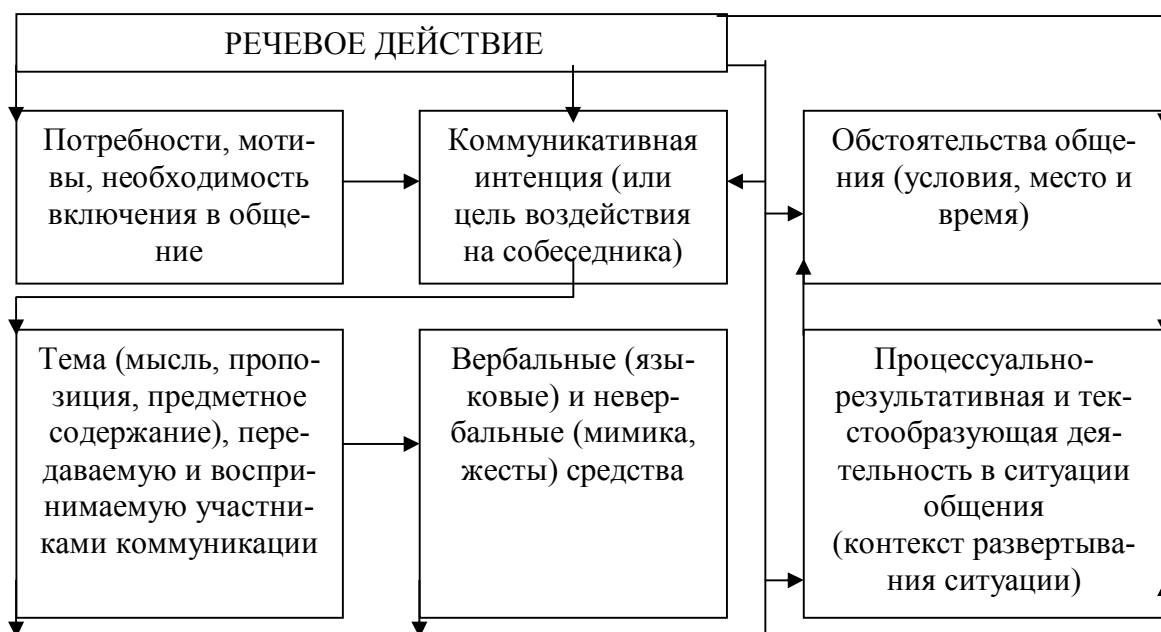 РЕЧЕВОЕ ДЕЙСТВИЕ
Потребности, моти-
вы, необходимость
включения в обще-
ние
Коммуникативная
интенция (или
цель воздействия
на собеседника)
Обстоятельства обще-
ния (условия, место и
время)
Тема (мысль, пропо-
зиция, предметное
содержание), пере-
даваемую и воспри-
нимаемую участни-
ками коммуникации
Вербальные (язы-
ковые) и невер-
бальные (мимика,
жесты) средства
Процессуально-
результативная и тек-
стообразующая дея-
тельность в ситуации
общения
(контекст развертыва-
ния ситуации)